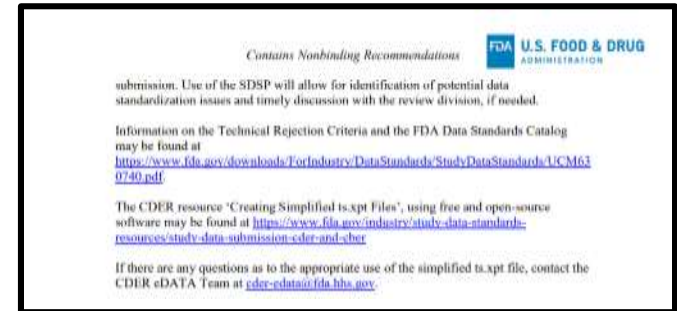 Contains Nonbinding Recommendations
FDA U.S. FOOD & DRUG
ADMINISTRATION
submission. Use of the SDSP will allow for identification of potential data
standardization issues and timely discussion with the review division, if needed.
Information on the Technical Rejection Criteria and the FDA Data Standards Catalog
may be found at
https://www.fda.gov/downloads/ForIndustry/DataStandards/StudyDataStandards/UCM63
0740.pdf.
The CDER resource ‘Creating Simplified ts.xpt Files’, using free and open-source
software may be found at https://www.fda.gov/industry/study-data-standards-
resources/study-data-submission-cder-and-cber
If there are any questions as to the appropriate use of the simplified ts.xpt file, contact the
CDER eDATA Team at cder-edata@fda.hhs.gov.